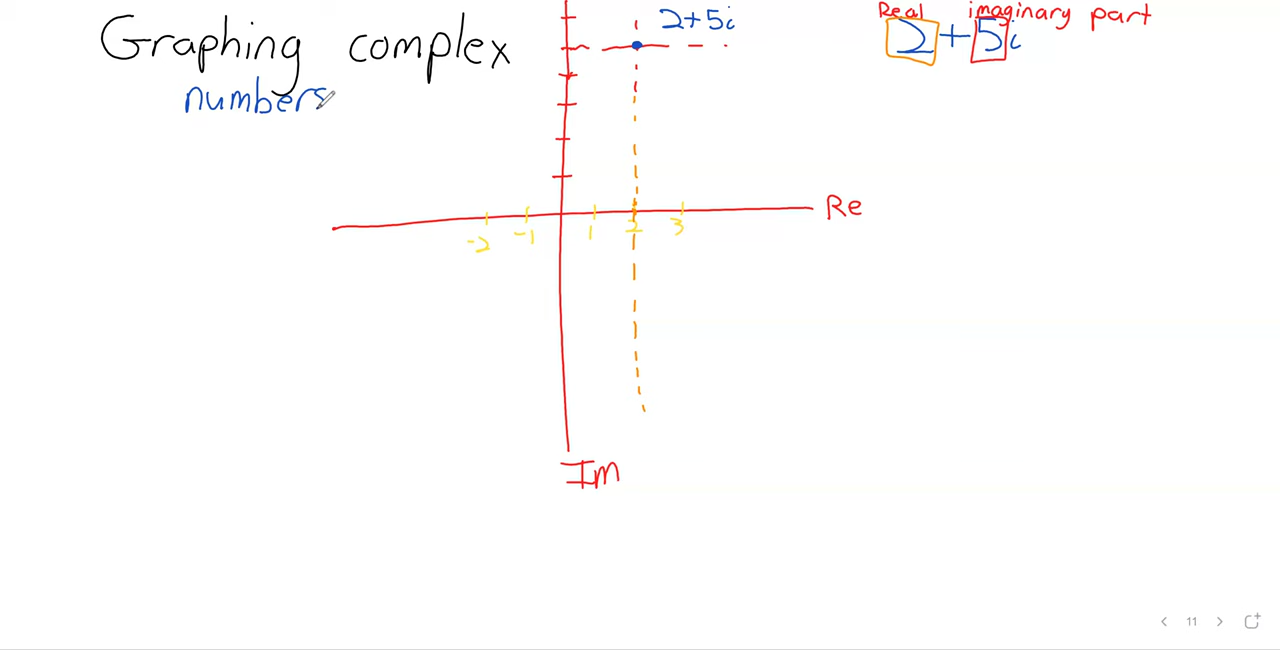 Graphing complex
numbers
2+5i
Real imaginary part
2+5i
Re
-2 -1 1 2 3
Im
11